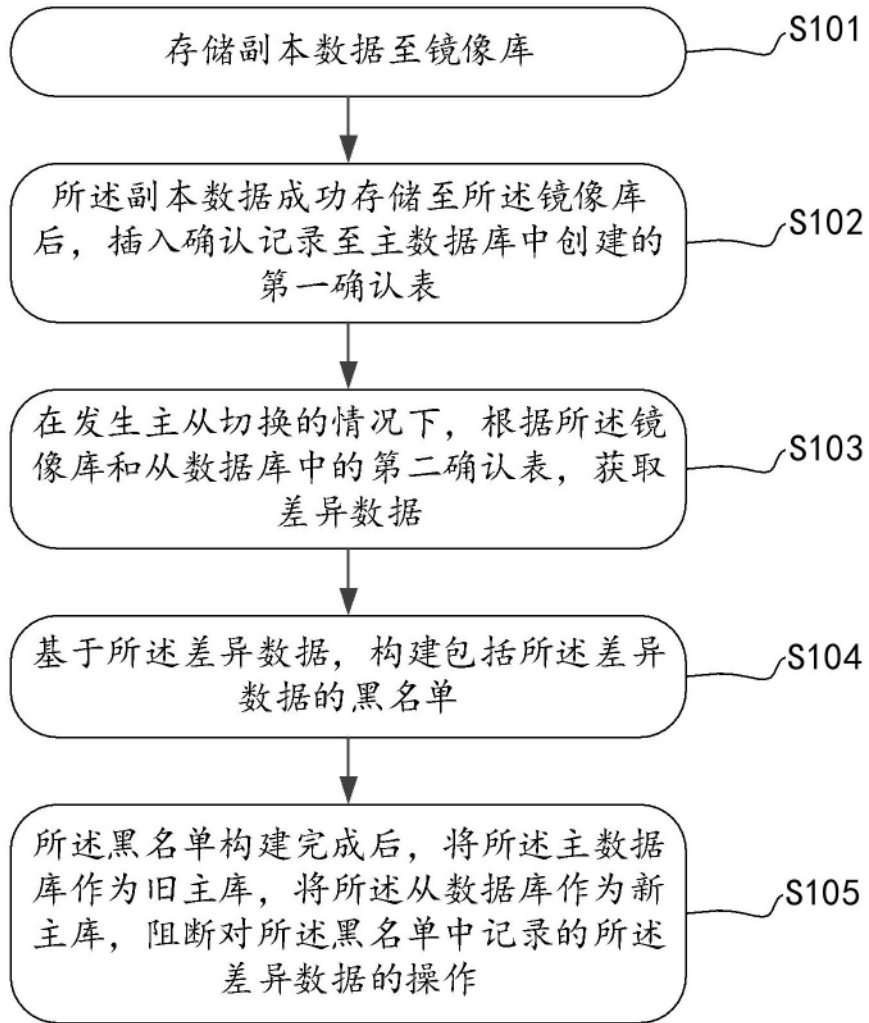 存储副本数据至镜像库
S101
所述副本数据成功存储至所述镜像库
后，插入确认记录至主数据库中创建的
第一确认表
S102
在发生主从切换的情况下，根据所述镜
像库和从数据库中的第二确认表，获取
差异数据
S103
基于所述差异数据，构建包括所述差异
数据的黑名单
S104
所述黑名单构建完成后，将所述主数据
库作为旧主库，将所述从数据库作为新
主库，阻断对所述黑名单中记录的所述
差异数据的操作
S105